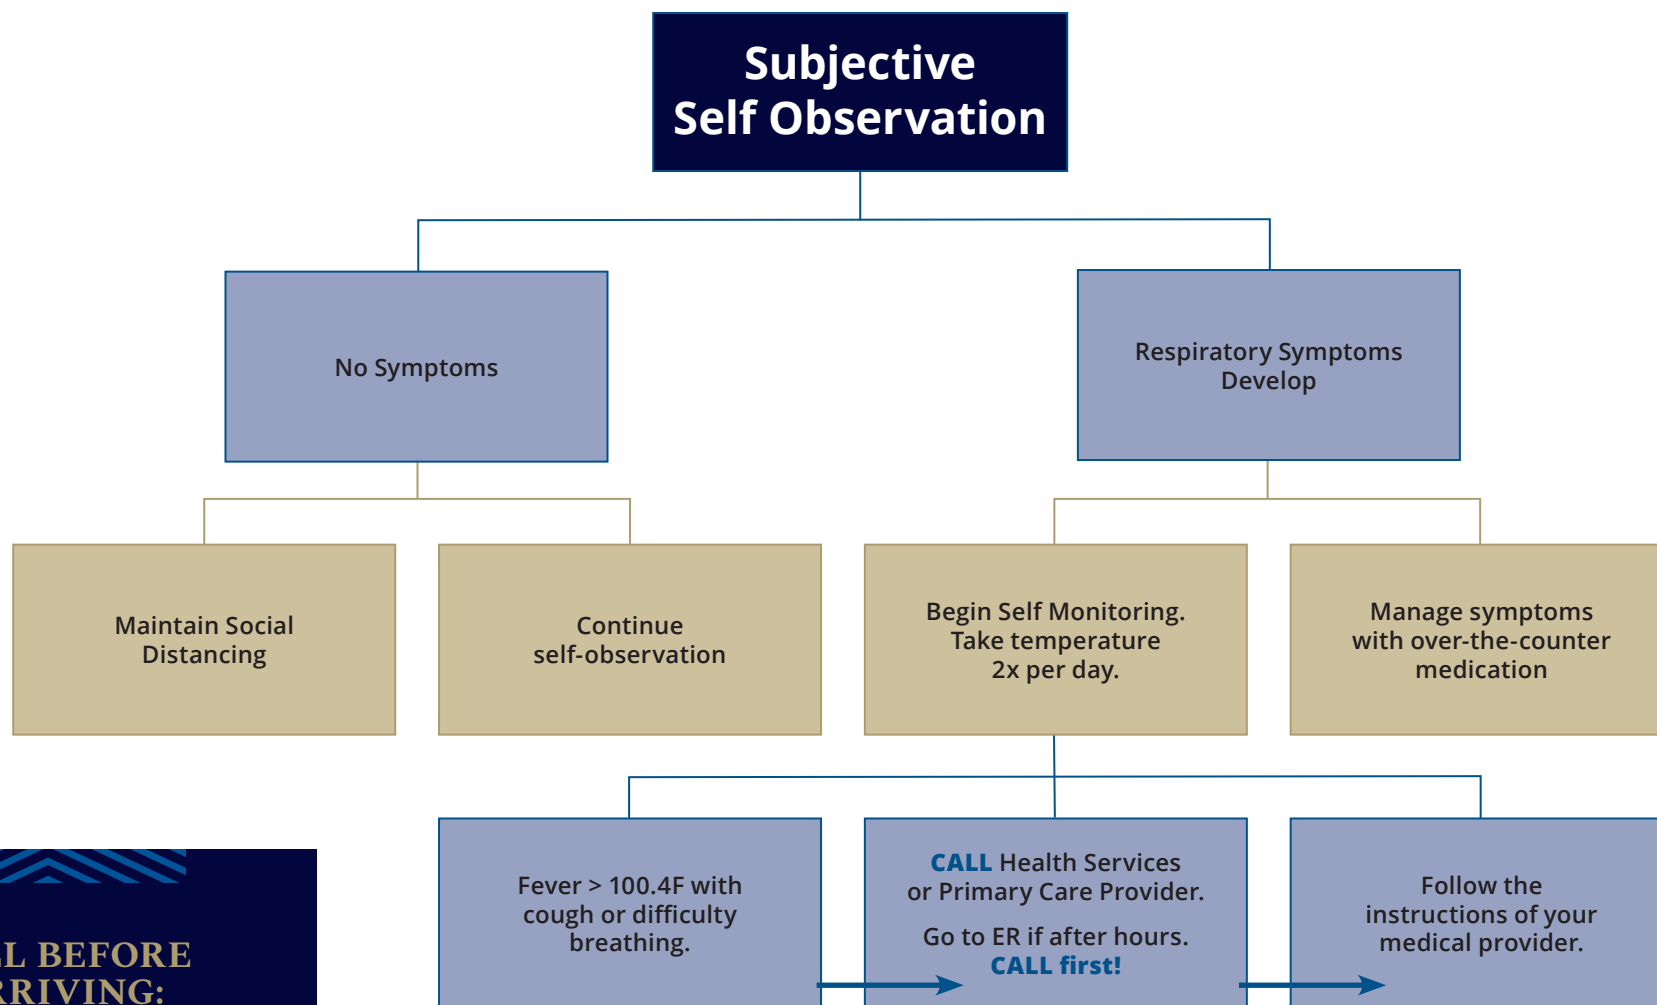 Subjective
Self Observation
No Symptoms
Respiratory Symptoms
Develop
Maintain Social
Distancing
Continue
self-observation
Begin Self Monitoring.
Take temperature
2x per day.
Manage symptoms
with over-the-counter
medication
Fever > 100.4F with
cough or difficulty
breathing.
CALL Health Services
or Primary Care Provider.
Go to ER if after hours.
CALL first!
Follow the
instructions of your
medical provider.
BEFORE